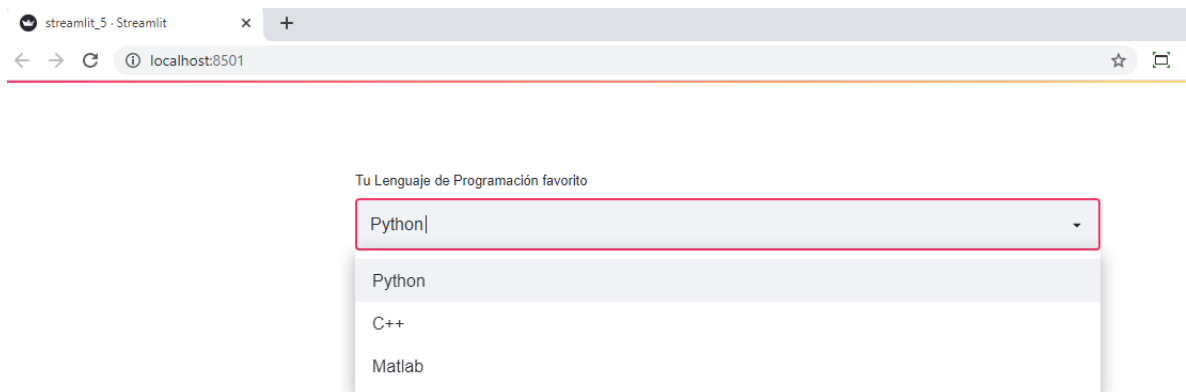 streamlit_5 · Streamlit
localhost:8501
Tu Lenguaje de Programación favorito
Python
Python
C++
Matlab